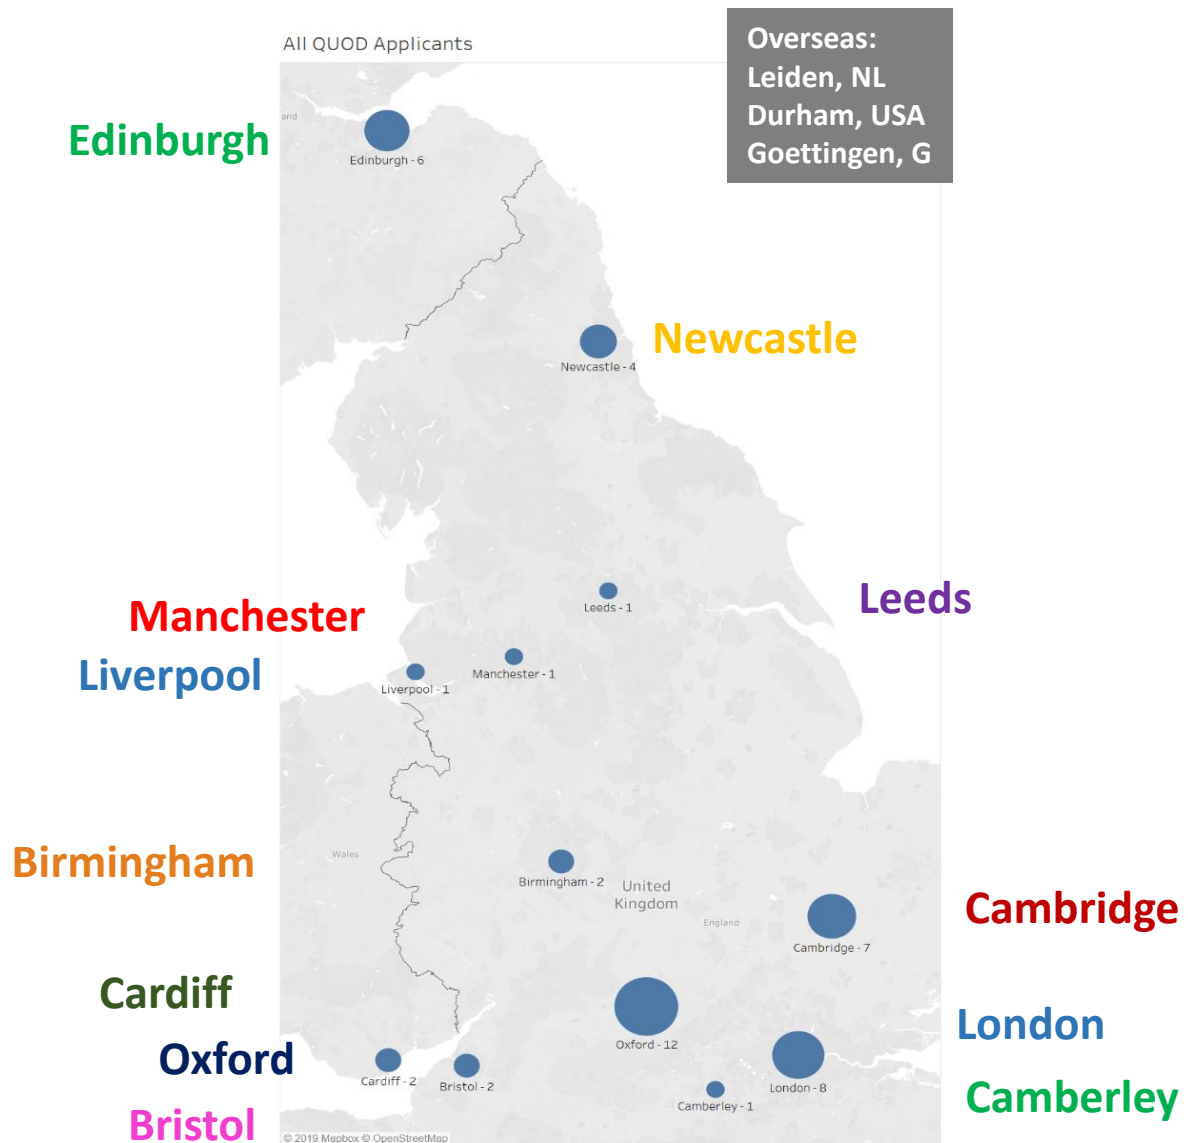 All QUOD Applicants
Overseas:
Leiden, NL
Durham, USA
Goettingen, G
and
Edinburgh
Edinburgh - 6
Newcastle
Newcastle - 4
Leeds
Leeds - 1
Manchester
Manchester - 1
Liverpool
Liverpool - 1
Birmingham
Wales
Birmingham - 2
United
Kingdom
England
Cambridge
Cambridge - 7
Cardiff
London
Oxford - 12
Oxford
Cardiff - 2
Bristol - 2
London - 8
Camberley - 1
Camberley
Bristol
© 2019 Mapbox © OpenStreetMap